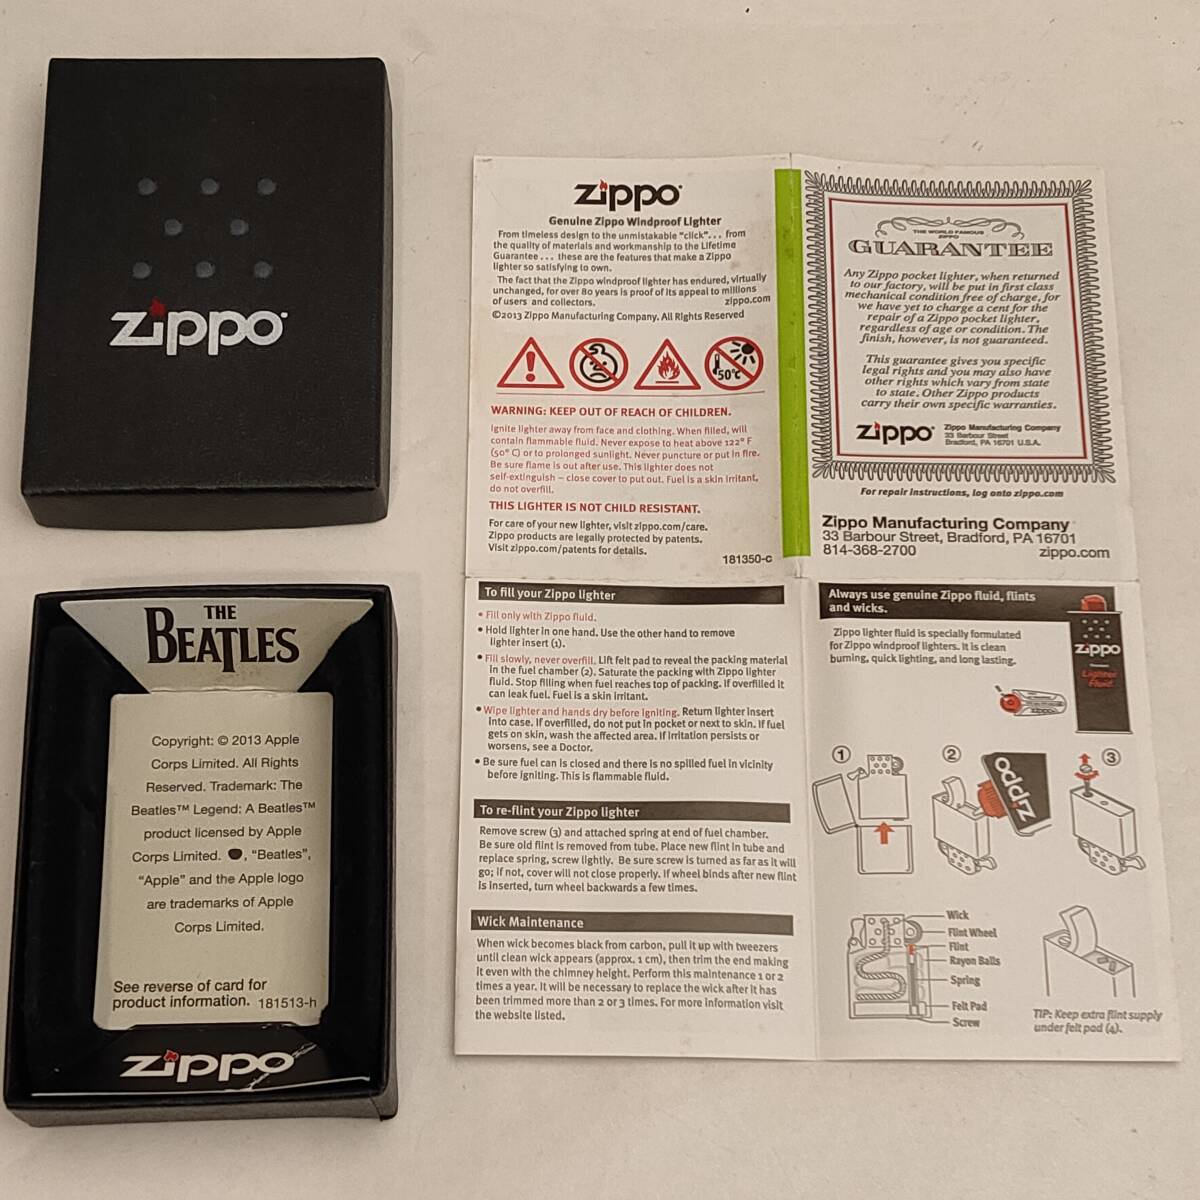 zippo
THE
BEATLES
Copyright: © 2013 Apple
Corps Limited. All Rights
Reserved. Trademark: The
Beatles™ Legend: A Beatles™
product licensed by Apple
Corps Limited. , “Beatles”,
“Apple” and the Apple logo
are trademarks of Apple
Corps Limited.
See reverse of card for
product information. 181513-h
zippo
zippo
Genuine Zippo Windproof Lighter
From timeless design to the unmistakable “click”... from
the quality of materials and workmanship to the Lifetime
Guarantee ... these are the features that make a Zippo
lighter so satisfying to own.
The fact that the Zippo windproof lighter has endured, virtually
unchanged, for over 80 years is proof of its appeal to millions
of users and collectors. zippo.com
©2013 Zippo Manufacturing Company. All Rights Reserved
50°C
WARNING: KEEP OUT OF REACH OF CHILDREN.
Ignite lighter away from face and clothing. When filled, will
contain flammable fluid. Never expose to heat above 122° F
(50° C) or to prolonged sunlight. Never puncture or put in fire.
Be sure flame is out after use. This lighter does not
self-extinguish – close cover to put out. Fuel is a skin irritant,
do not overfill.
THIS LIGHTER IS NOT CHILD RESISTANT.
For care of your new lighter, visit zippo.com/care.
Zippo products are legally protected by patents.
Visit zippo.com/patents for details.
181350-c
THE WORLD FAMOUS
ZIPPO
GUARANTEE
Any Zippo pocket lighter, when returned
to our factory, will be put in first class
mechanical condition free of charge, for
we have yet to charge a cent for the
repair of a Zippo pocket lighter,
regardless of age or condition. The
finish, however, is not guaranteed.
This guarantee gives you specific
legal rights and you may also have
other rights which vary from state
to state. Other Zippo products
carry their own specific warranties.
zippo
Zippo Manufacturing Company
33 Barbour Street
Bradford, PA 16701 U.S.A.
For repair instructions, log onto zippo.com
Zippo Manufacturing Company
33 Barbour Street, Bradford, PA 16701
814-368-2700 zippo.com
To fill your Zippo lighter
• Fill only with Zippo fluid.
• Hold lighter in one hand. Use the other hand to remove
lighter insert (1).
• Fill slowly, never overfill. Lift felt pad to reveal the packing material
in the fuel chamber (2). Saturate the packing with Zippo lighter
fluid. Stop filling when fuel reaches top of packing. If overfilled it
can leak fuel. Fuel is a skin irritant.
• Wipe lighter and hands dry before igniting. Return lighter insert
into case. If overfilled, do not put in pocket or next to skin. If fuel
gets on skin, wash the affected area. If irritation persists or
worsens, see a Doctor.
• Be sure fuel can is closed and there is no spilled fuel in vicinity
before igniting. This is flammable fluid.
To re-flint your Zippo lighter
Remove screw (3) and attached spring at end of fuel chamber.
Be sure old flint is removed from tube. Place new flint in tube and
replace spring, screw lightly. Be sure screw is turned as far as it will
go; if not, cover will not close properly. If wheel binds after new flint
is inserted, turn wheel backwards a few times.
Wick Maintenance
When wick becomes black from carbon, pull it up with tweezers
until clean wick appears (approx. 1 cm), then trim the end making
it even with the chimney height. Perform this maintenance 1 or 2
times a year. It will be necessary to replace the wick after it has
been trimmed more than 2 or 3 times. For more information visit
the website listed.
Always use genuine Zippo fluid, flints
and wicks.
Zippo lighter fluid is specially formulated
for Zippo windproof lighters. It is clean
burning, quick lighting, and long lasting.
zippo
Lighter
Fluid
zippo
1
2
3
zippo
Wick
Flint Wheel
Flint
Rayon Balls
Spring
Felt Pad
Screw
TIP: Keep extra flint supply
under felt pad (4).